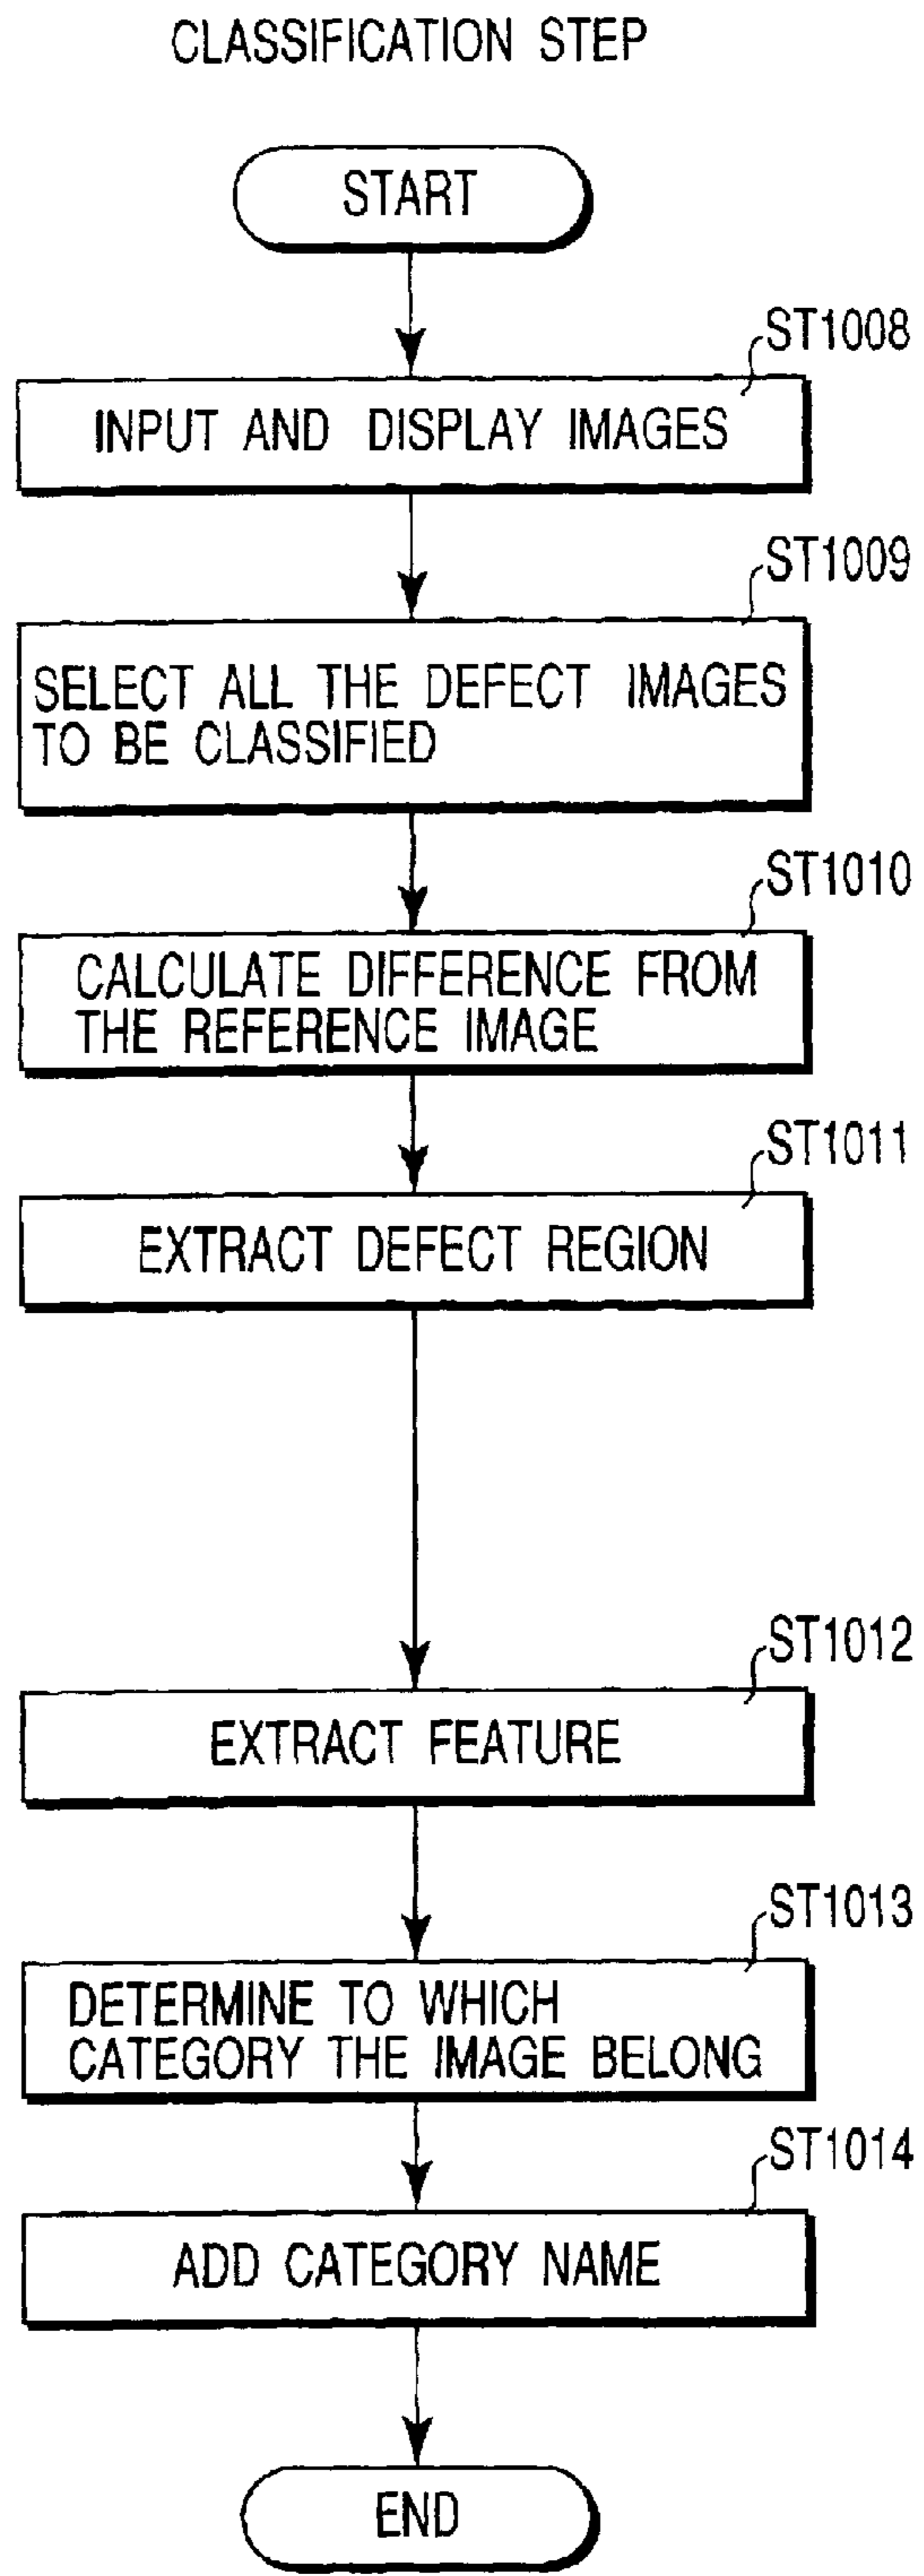 CLASSIFICATION STEP
START
ST1008
INPUT AND DISPLAY IMAGES
ST1009
SELECT ALL THE DEFECT IMAGES
TO BE CLASSIFIED
ST1010
CALCULATE DIFFERENCE FROM
THE REFERENCE IMAGE
ST1011
EXTRACT DEFECT REGION
ST1012
EXTRACT FEATURE
ST1013
DETERMINE TO WHICH
CATEGORY THE IMAGE BELONG
ST1014
ADD CATEGORY NAME
END